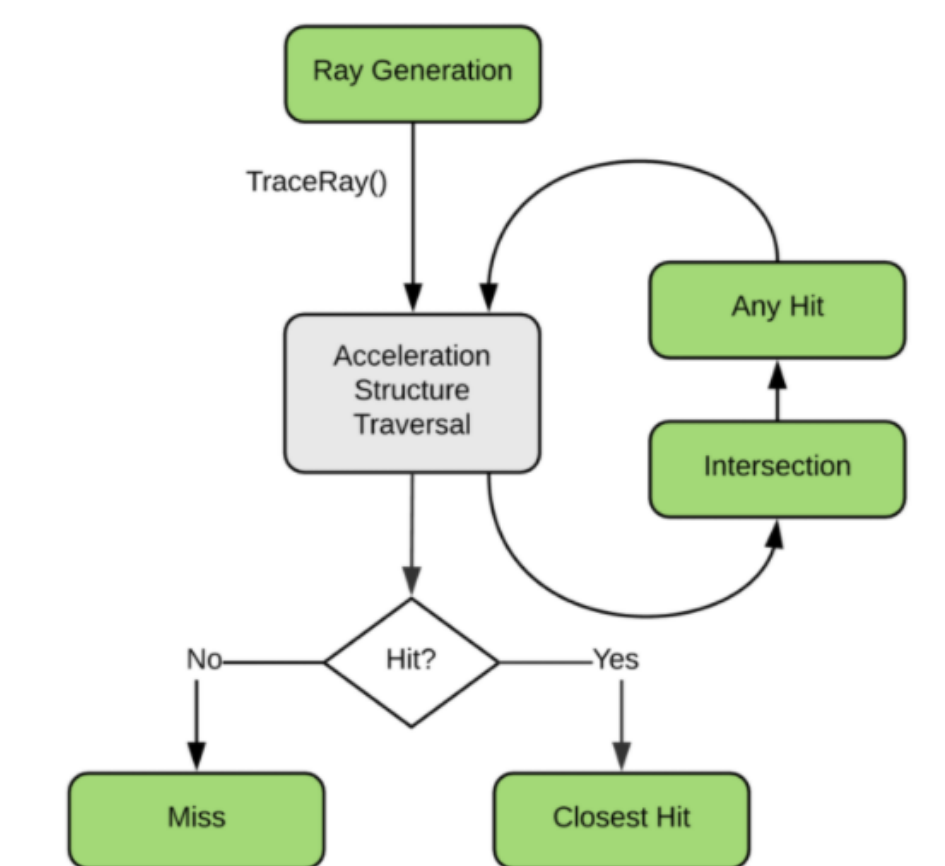 Ray Generation
TraceRay()
Any Hit
Acceleration
Structure
Traversal
Intersection
Hit?
No
Yes
Miss
Closest Hit